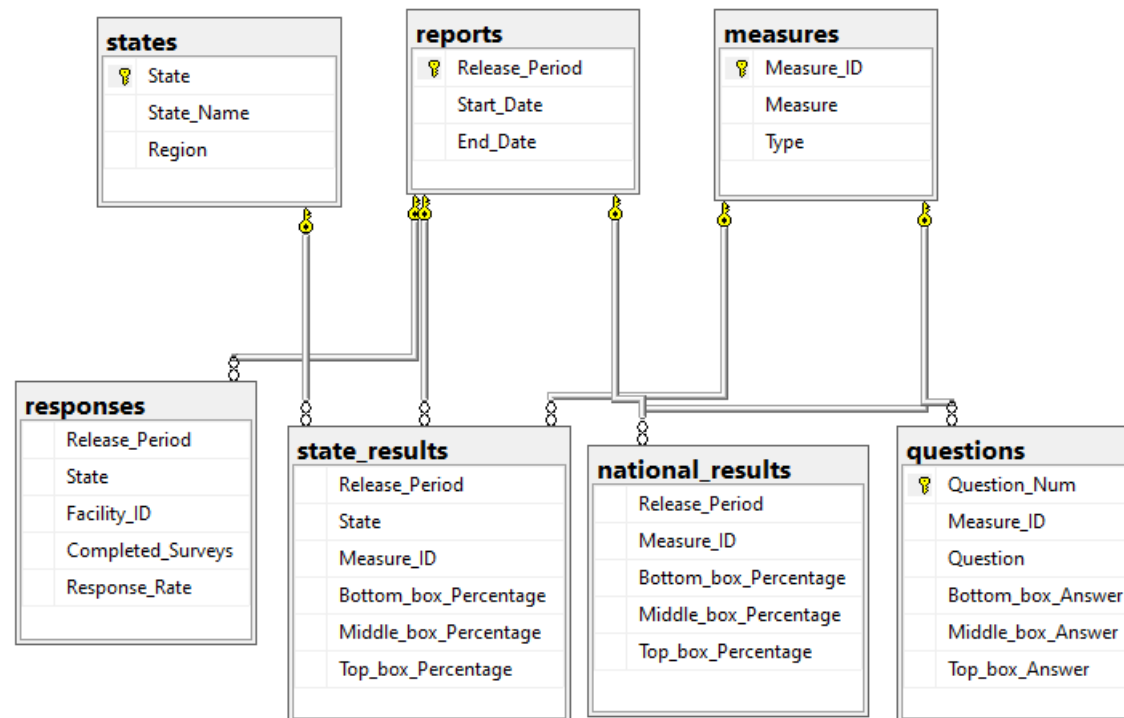 states
State
State_Name
Region
reports
Release_Period
Start_Date
End_Date
measures
Measure_ID
Measure
Type
responses
Release_Period
State
Facility_ID
Completed_Surveys
Response_Rate
state_results
Release_Period
State
Measure_ID
Bottom_box_Percentage
Middle_box_Percentage
Top_box_Percentage
national_results
Release_Period
Measure_ID
Bottom_box_Percentage
Middle_box_Percentage
Top_box_Percentage
questions
Question_Num
Measure_ID
Question
Bottom_box_Answer
Middle_box_Answer
Top_box_Answer